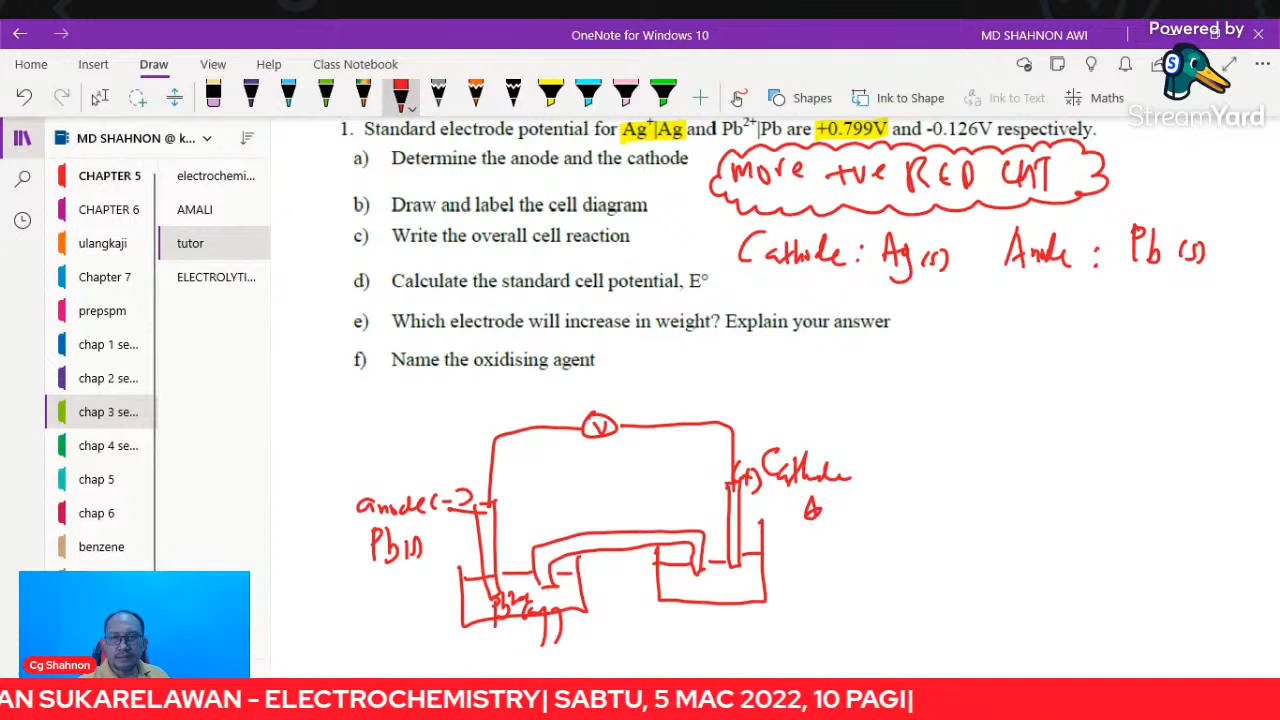 OneNote for Windows 10
MD SHAHNON AWI
Powered by
StreamYard
Home
Insert
Draw
View
Help
Class Notebook
Shapes
Ink to Shape
Ink to Text
Maths
MD SHAHNON @ k...
CHAPTER 5
CHAPTER 6
ulangkaji
Chapter 7
prepspm
chap 1 se...
chap 2 se...
chap 3 se...
chap 4 se...
chap 5
chap 6
benzene
electrochemi...
AMALI
tutor
ELECTROLYTI...
1. Standard electrode potential for Ag⁺|Ag and Pb²⁺|Pb are +0.799V and -0.126V respectively.
a) Determine the anode and the cathode
b) Draw and label the cell diagram
c) Write the overall cell reaction
d) Calculate the standard cell potential, E°
e) Which electrode will increase in weight? Explain your answer
f) Name the oxidising agent
More +ve RED CAT
Cathode : Ag (s) Anode : Pb (s)
V
anode (-)
Pb (s)
(+) Cathode
Pb²⁺ (aq)
Cg Shahnon
AN SUKARELAWAN - ELECTROCHEMISTRY| SABTU, 5 MAC 2022, 10 PAGI|